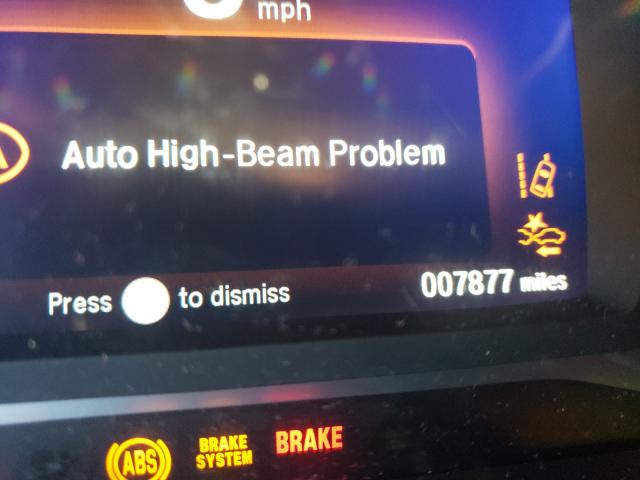 mph
A
Auto High-Beam Problem
Press to dismiss
007877 miles
ABS
BRAKE SYSTEM
BRAKE